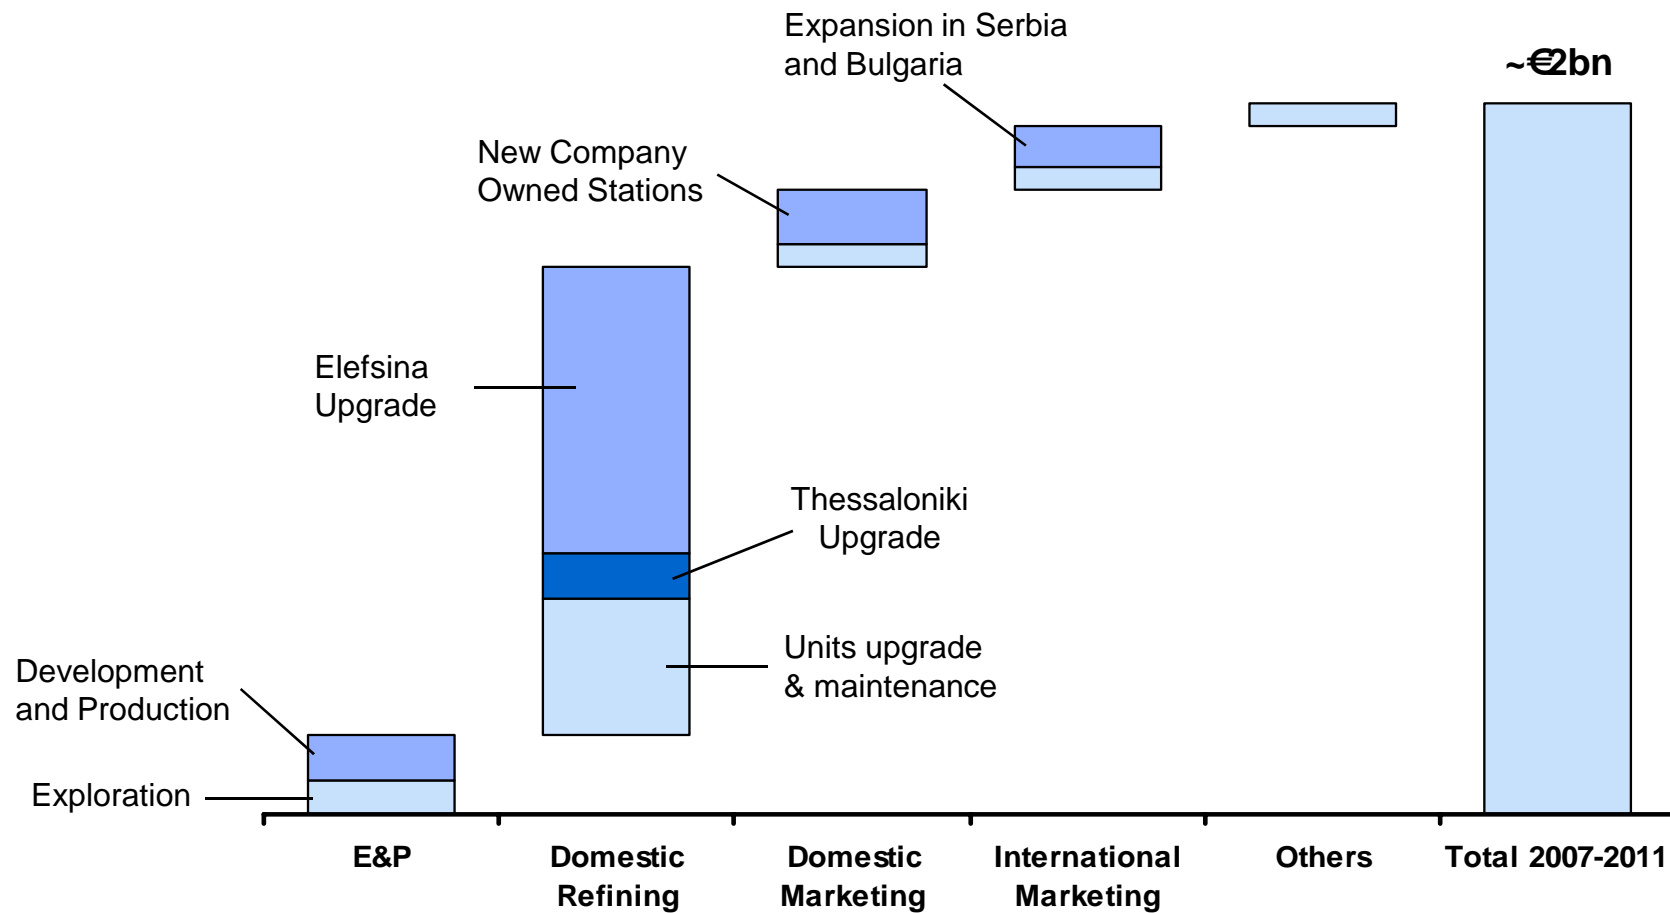 Expansion in Serbia
and Bulgaria
~€2bn
New Company
Owned Stations
Elefsina
Upgrade
Thessaloniki
Upgrade
Units upgrade
& maintenance
Development
and Production
Exploration
E&P
Domestic
Refining
Domestic
Marketing
International
Marketing
Others
Total 2007-2011